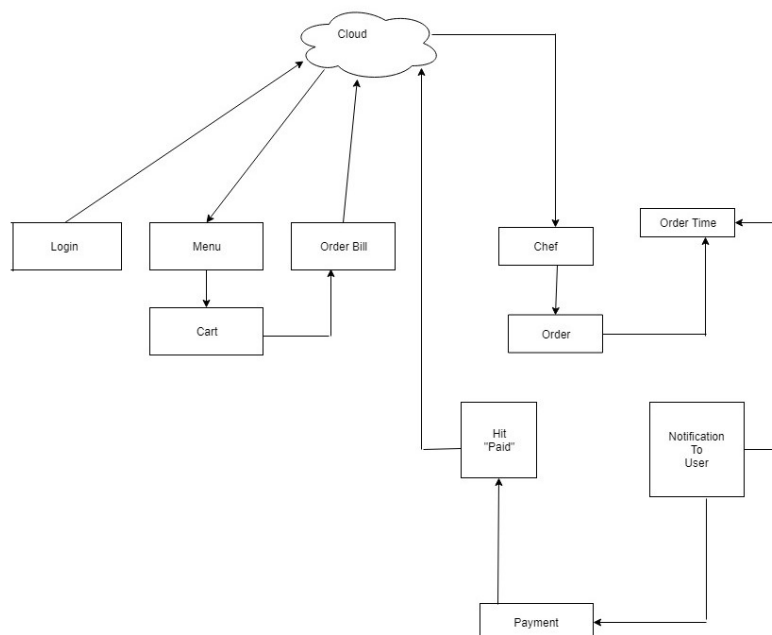 Cloud
Login
Menu
Order Bill
Chef
Order Time
Cart
Order
Hit
"Paid"
Notification
To
User
Payment